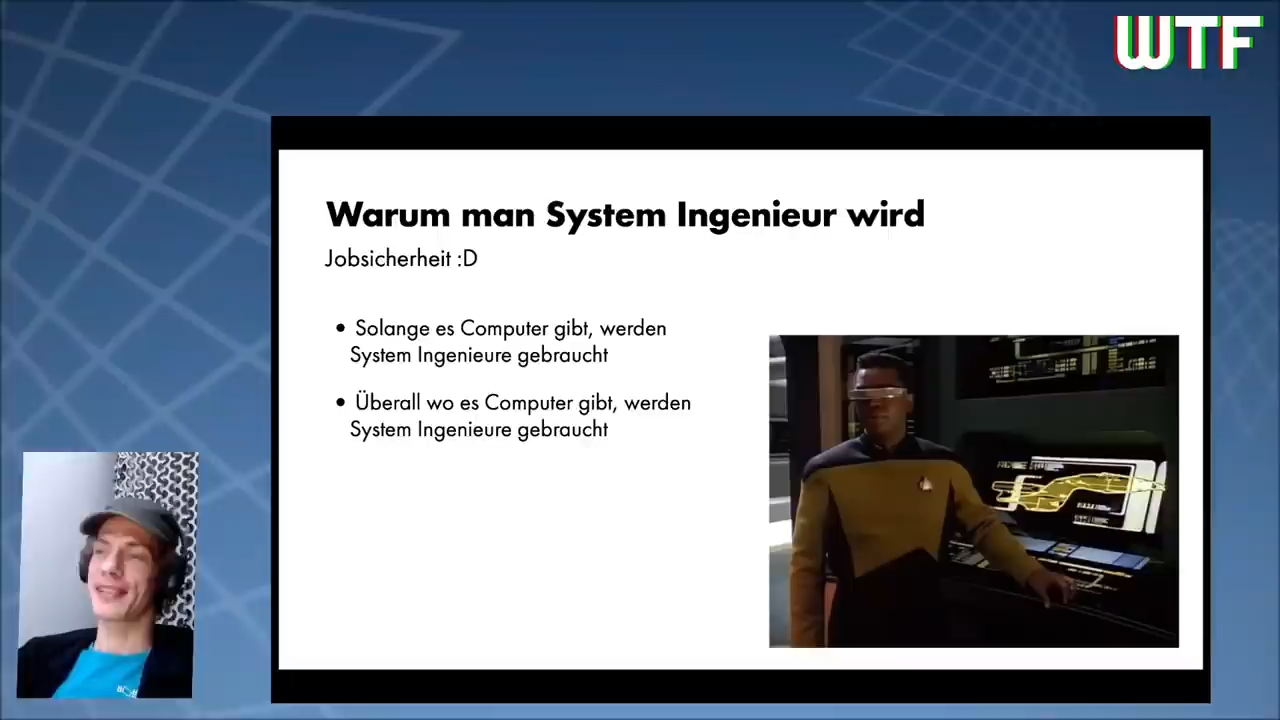 WTF
Warum man System Ingenieur wird
Jobsicherheit :D
• Solange es Computer gibt, werden
System Ingenieure gebraucht
• Überall wo es Computer gibt, werden
System Ingenieure gebraucht